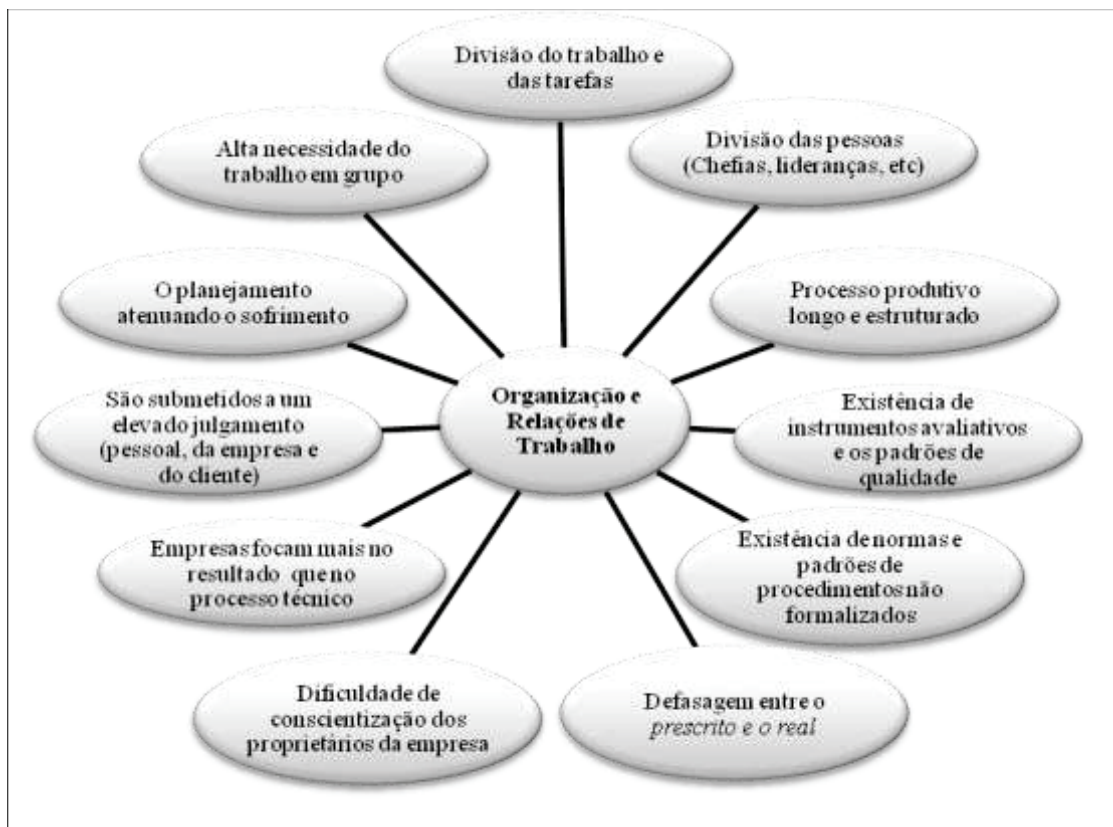 Divisão do trabalho e
das tarefas
Divisão das pessoas
(Chefias, lideranças, etc)
Alta necessidade do
trabalho em grupo
Processo produtivo
longo e estruturado
O planejamento
atenuando o sofrimento
Organização e
Relações de
Trabalho
São submetidos a um
elevado julgamento
(pessoal, da empresa e
do cliente)
Existência de
instrumentos avaliativos
e os padrões de
qualidade
Empresas focam mais no
resultado que no
processo técnico
Existência de normas e
padrões de
procedimentos não
formalizados
Dificuldade de
conscientização dos
proprietários da empresa
Defasagem entre o
prescrito e o real